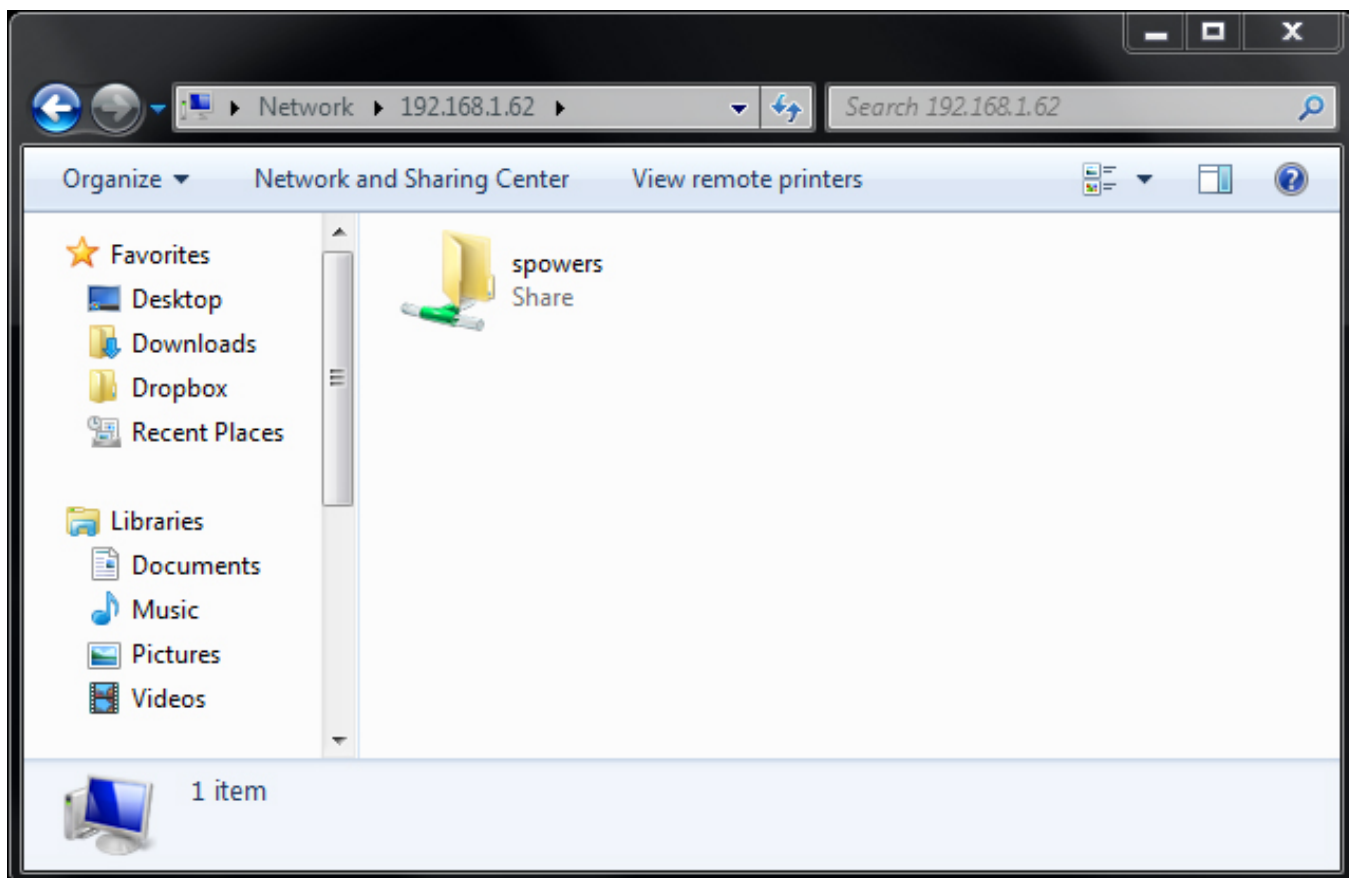 Network 192.168.1.62
Search 192.168.1.62
Organize Network and Sharing Center View remote printers
Favorites
Desktop
Downloads
Dropbox
Recent Places
Libraries
Documents
Music
Pictures
Videos
spowers
Share
1 item